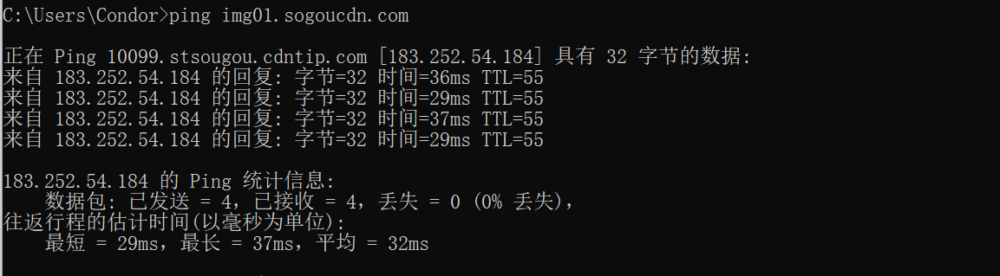 C:\Users\Condor>ping img01.sogoucdn.com
正在 Ping 10099.stsougou.cdntip.com [183.252.54.184] 具有 32 字节的数据:
来自 183.252.54.184 的回复: 字节=32 时间=36ms TTL=55
来自 183.252.54.184 的回复: 字节=32 时间=29ms TTL=55
来自 183.252.54.184 的回复: 字节=32 时间=37ms TTL=55
来自 183.252.54.184 的回复: 字节=32 时间=29ms TTL=55
183.252.54.184 的 Ping 统计信息:
数据包: 已发送 = 4，已接收 = 4，丢失 = 0 (0% 丢失)，
往返行程的估计时间(以毫秒为单位):
最短 = 29ms，最长 = 37ms，平均 = 32ms